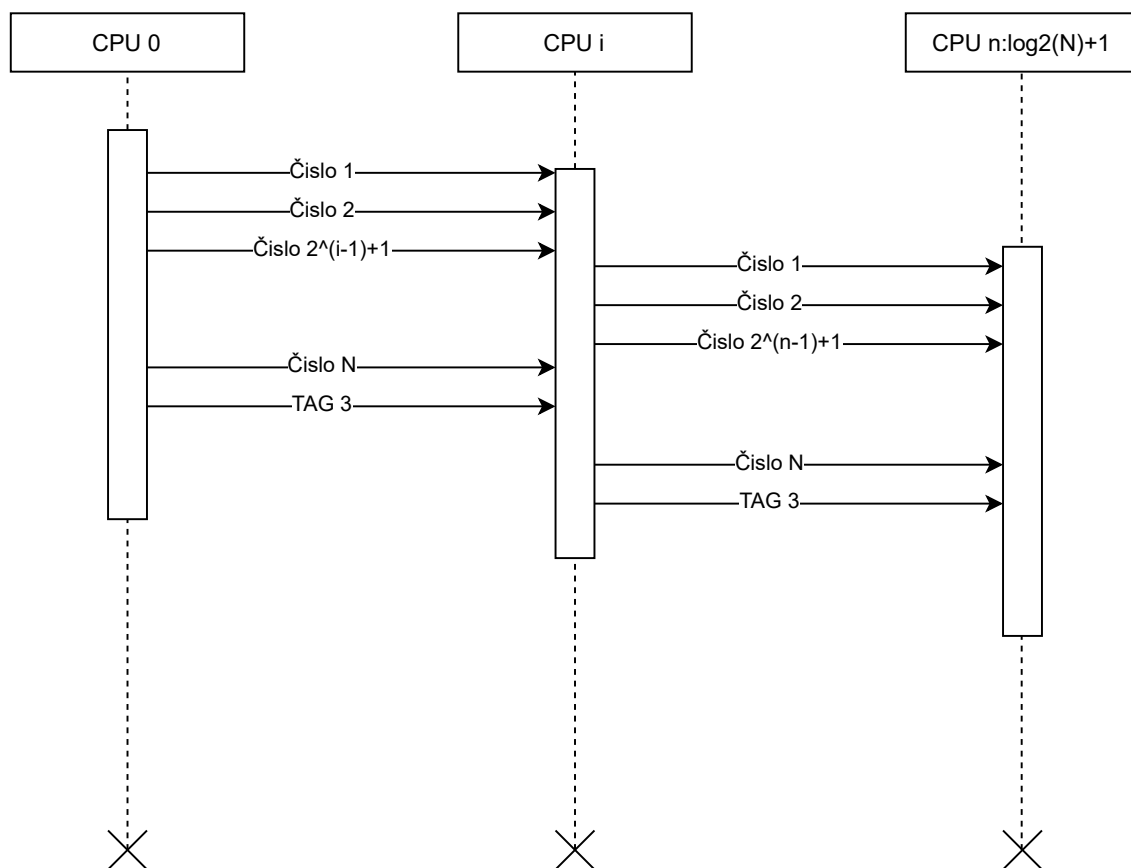 CPU 0
CPU i
CPU n:log2(N)+1
Čislo 1
Čislo 2
Čislo 2^(i-1)+1
Čislo 1
Čislo 2
Čislo 2^(n-1)+1
Čislo N
TAG 3
Čislo N
TAG 3